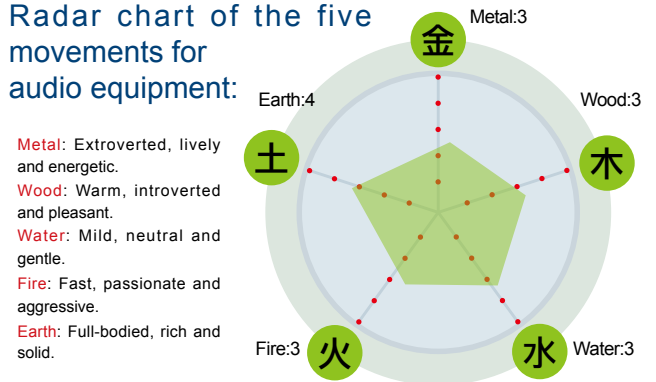 Radar chart of the five
movements for
audio equipment:
Metal: Extroverted, lively
and energetic.
Wood: Warm, introverted
and pleasant.
Water: Mild, neutral and
gentle.
Fire: Fast, passionate and
aggressive.
Earth: Full-bodied, rich and
solid.
Metal:3
金
Earth:4
土
Wood:3
木
Fire:3
火
水
Water:3